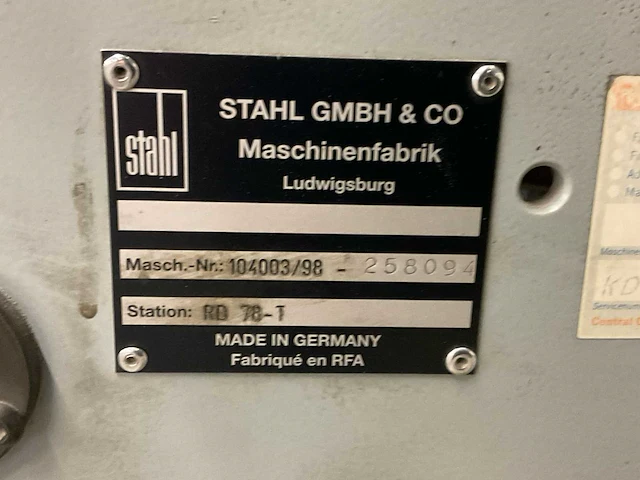 stahl
STAHL GMBH & CO
Maschinenfabrik
Ludwigsburg
Masch.-Nr.: 104003/98 - 258094
Station: RD 78-T
MADE IN GERMANY
Fabriqué en RFA